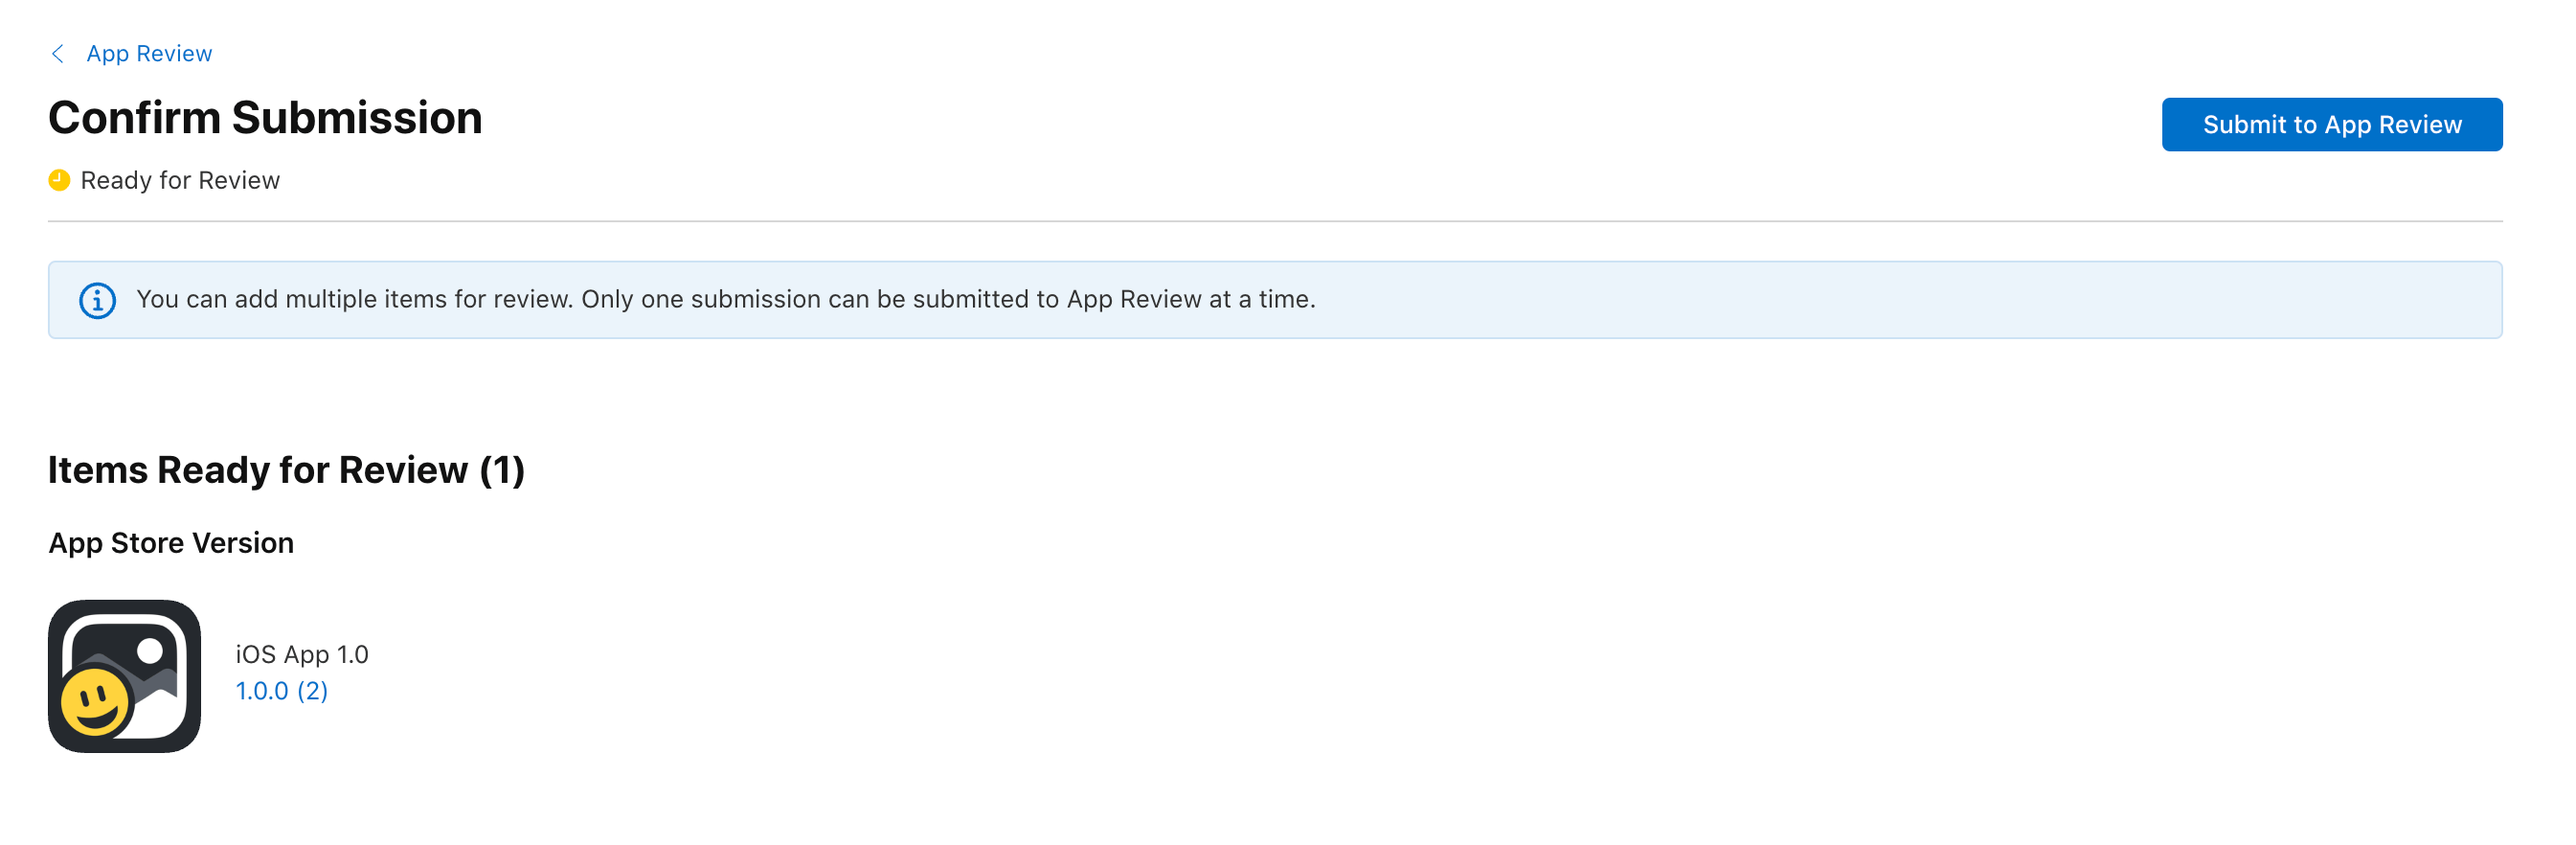 App Review
Confirm Submission
Submit to App Review
Ready for Review
You can add multiple items for review. Only one submission can be submitted to App Review at a time.
Items Ready for Review (1)
App Store Version
iOS App 1.0
1.0.0 (2)